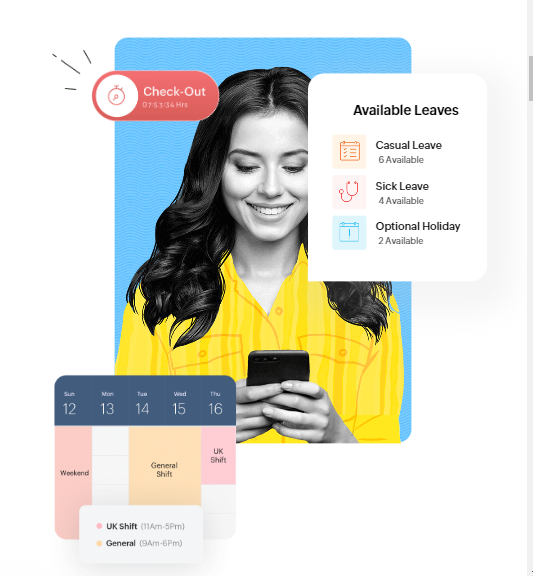 Check-Out
07:53:34 Hrs
Available Leaves
Casual Leave
6 Available
Sick Leave
4 Available
Optional Holiday
2 Available
Sun Mon Tue Wed Thu
12 13 14 15 16
Weekend
General
Shift
UK
Shift
UK Shift (11Am-5Pm)
General (9Am-6Pm)